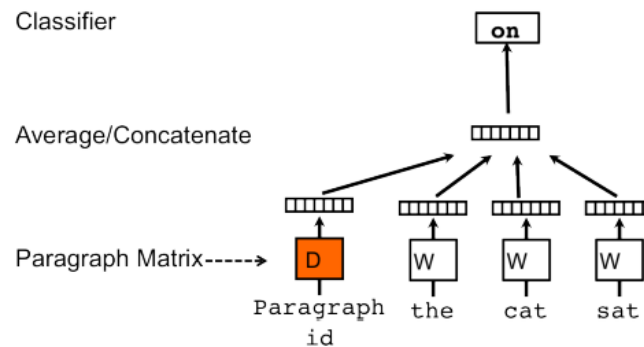 Classifier
on
Average/Concatenate
Paragraph Matrix
D
W
W
W
Paragraph
id
the
cat
sat